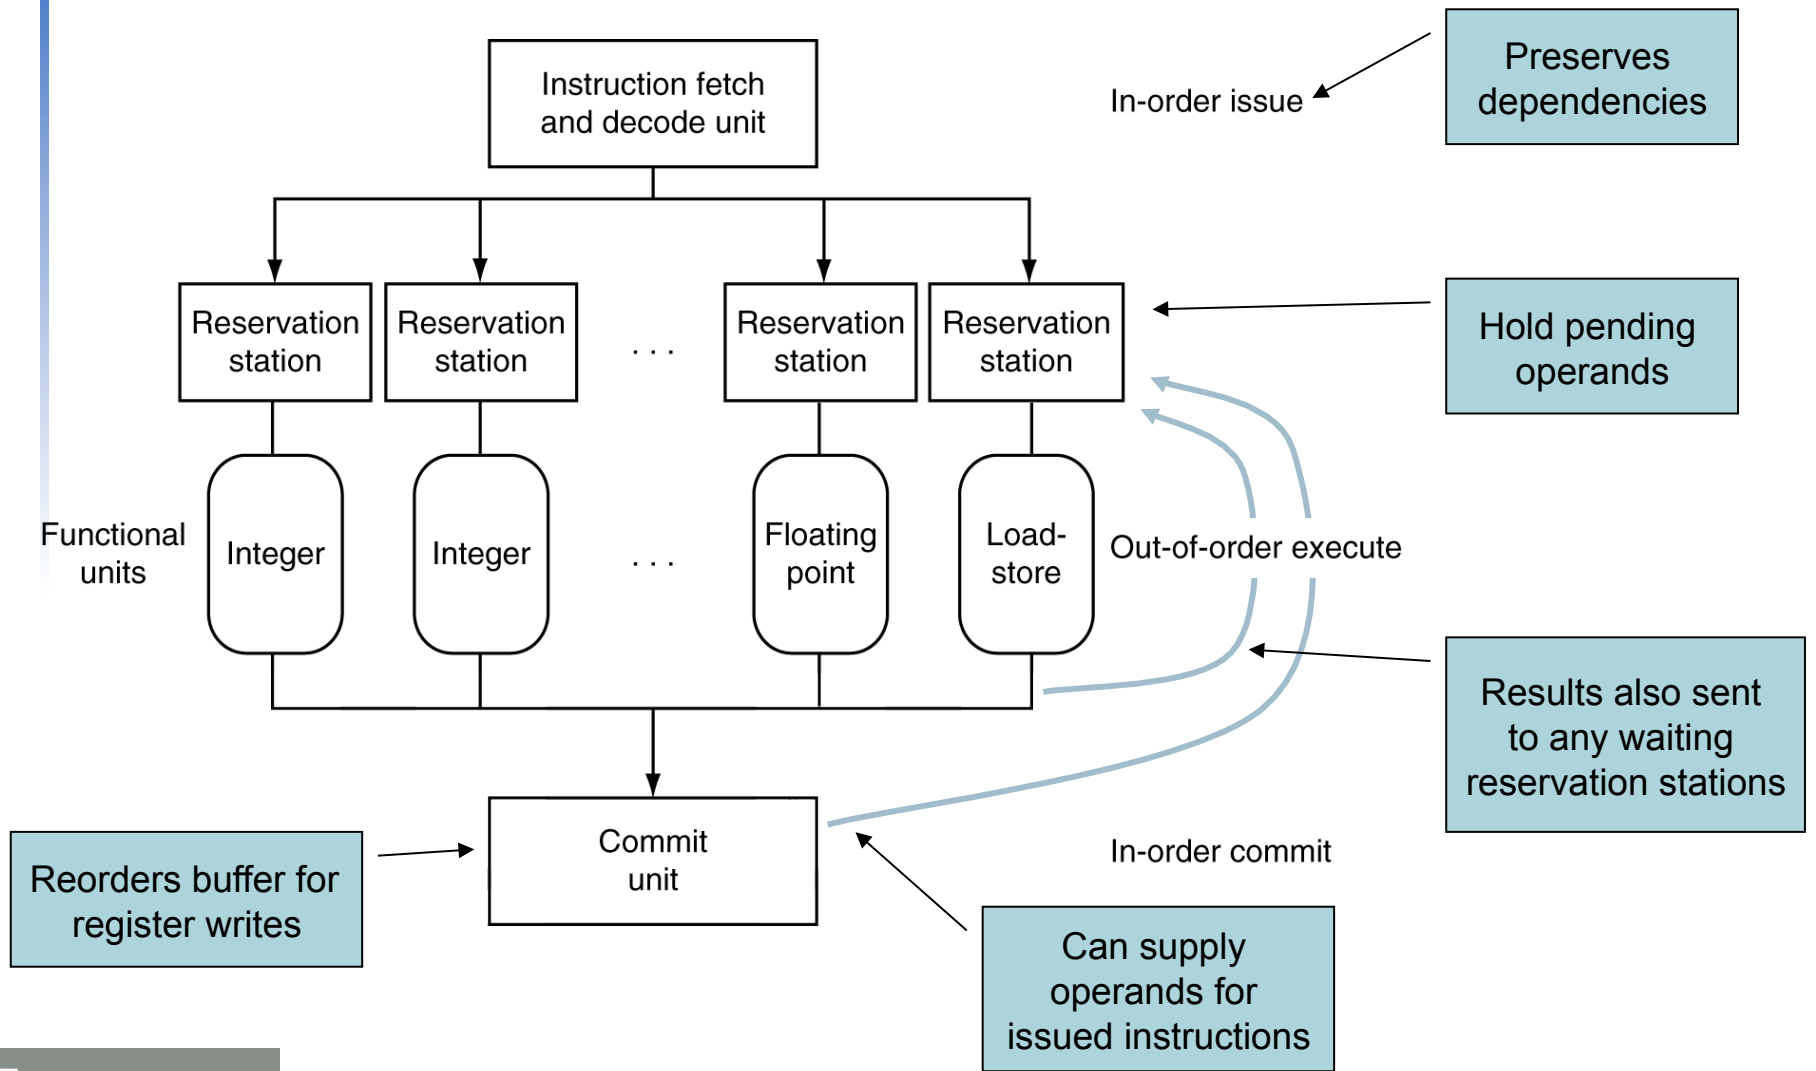 Instruction fetch
and decode unit
In-order issue
Preserves
dependencies
Reservation
station
Reservation
station
. . .
Reservation
station
Reservation
station
Hold pending
operands
Functional
units
Integer
Integer
. . .
Floating
point
Load-
store
Out-of-order execute
Results also sent
to any waiting
reservation stations
Commit
unit
In-order commit
Reorders buffer for
register writes
Can supply
operands for
issued instructions